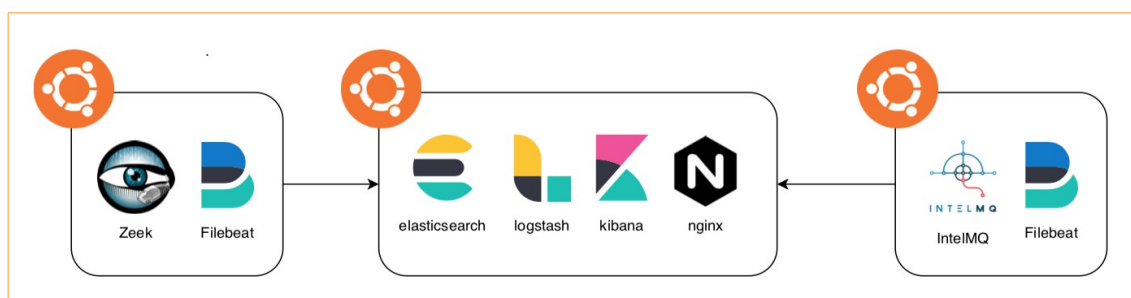 Zeek
Filebeat
elasticsearch
logstash
kibana
N
nginx
INTELMQ
IntelMQ
Filebeat